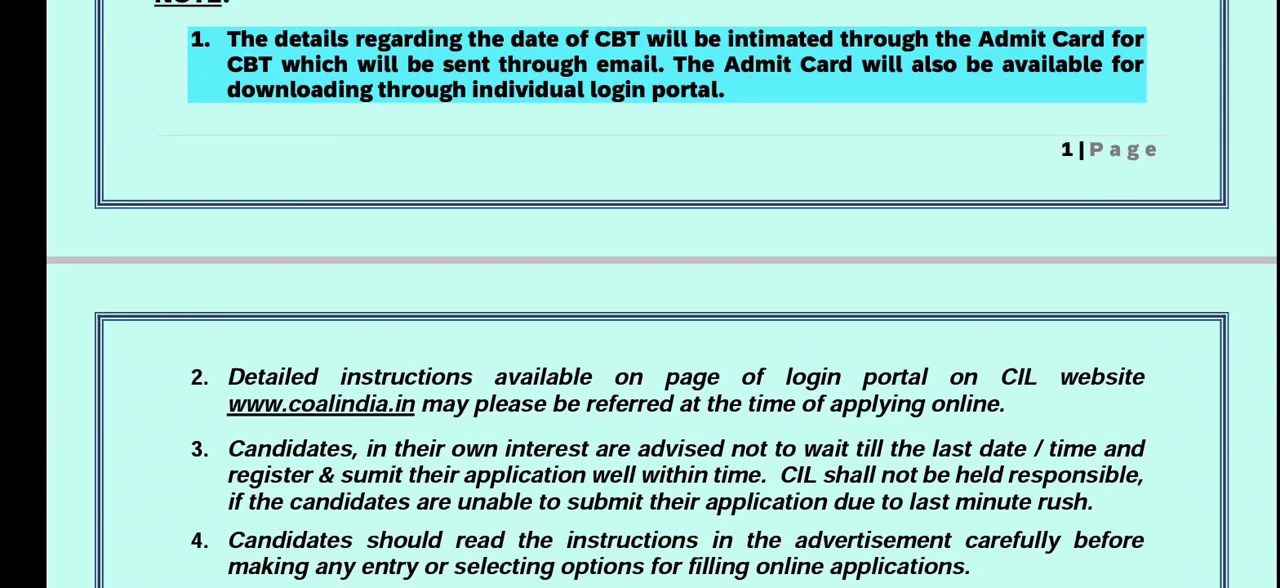 NOTE:
1. The details regarding the date of CBT will be intimated through the Admit Card for
CBT which will be sent through email. The Admit Card will also be available for
downloading through individual login portal.
1 | P a g e
2. Detailed instructions available on page of login portal on CIL website
www.coalindia.in may please be referred at the time of applying online.
3. Candidates, in their own interest are advised not to wait till the last date / time and
register & sumit their application well within time. CIL shall not be held responsible,
if the candidates are unable to submit their application due to last minute rush.
4. Candidates should read the instructions in the advertisement carefully before
making any entry or selecting options for filling online applications.